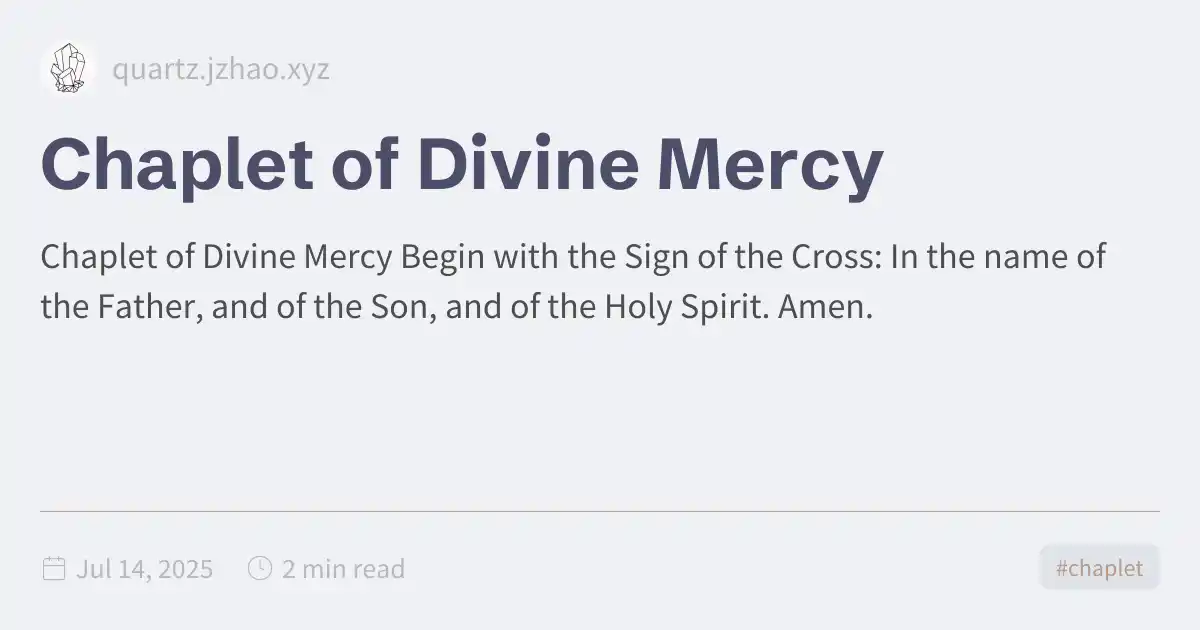 quartz.jzhao.xyz
Chaplet of Divine Mercy
Chaplet of Divine Mercy Begin with the Sign of the Cross: In the name of
the Father, and of the Son, and of the Holy Spirit. Amen.
Jul 14, 2025 2 min read #chaplet